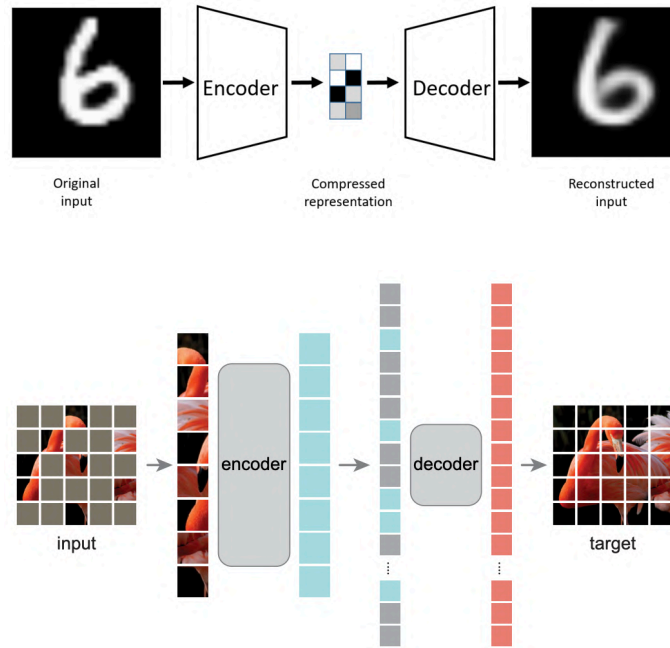 Encoder
Decoder
Original
input
Compressed
representation
Reconstructed
input
encoder
decoder
input
target